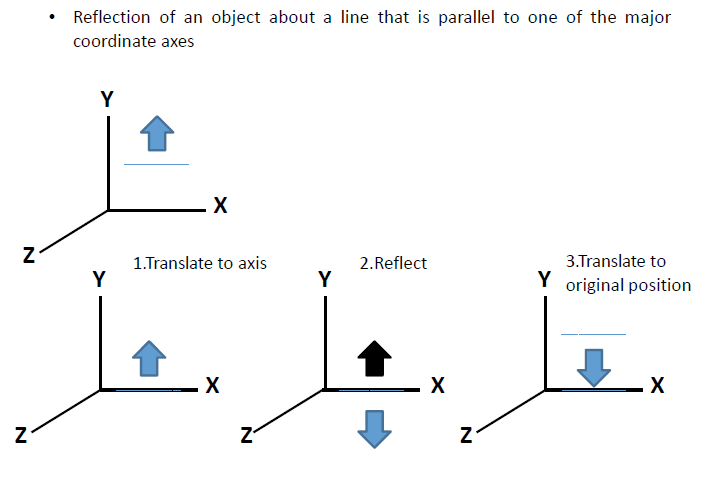 • Reflection of an object about a line that is parallel to one of the major
coordinate axes
Y
X
Z
1.Translate to axis
Y
X
Z
2.Reflect
Y
X
Z
3.Translate to
original position
Y
X
Z